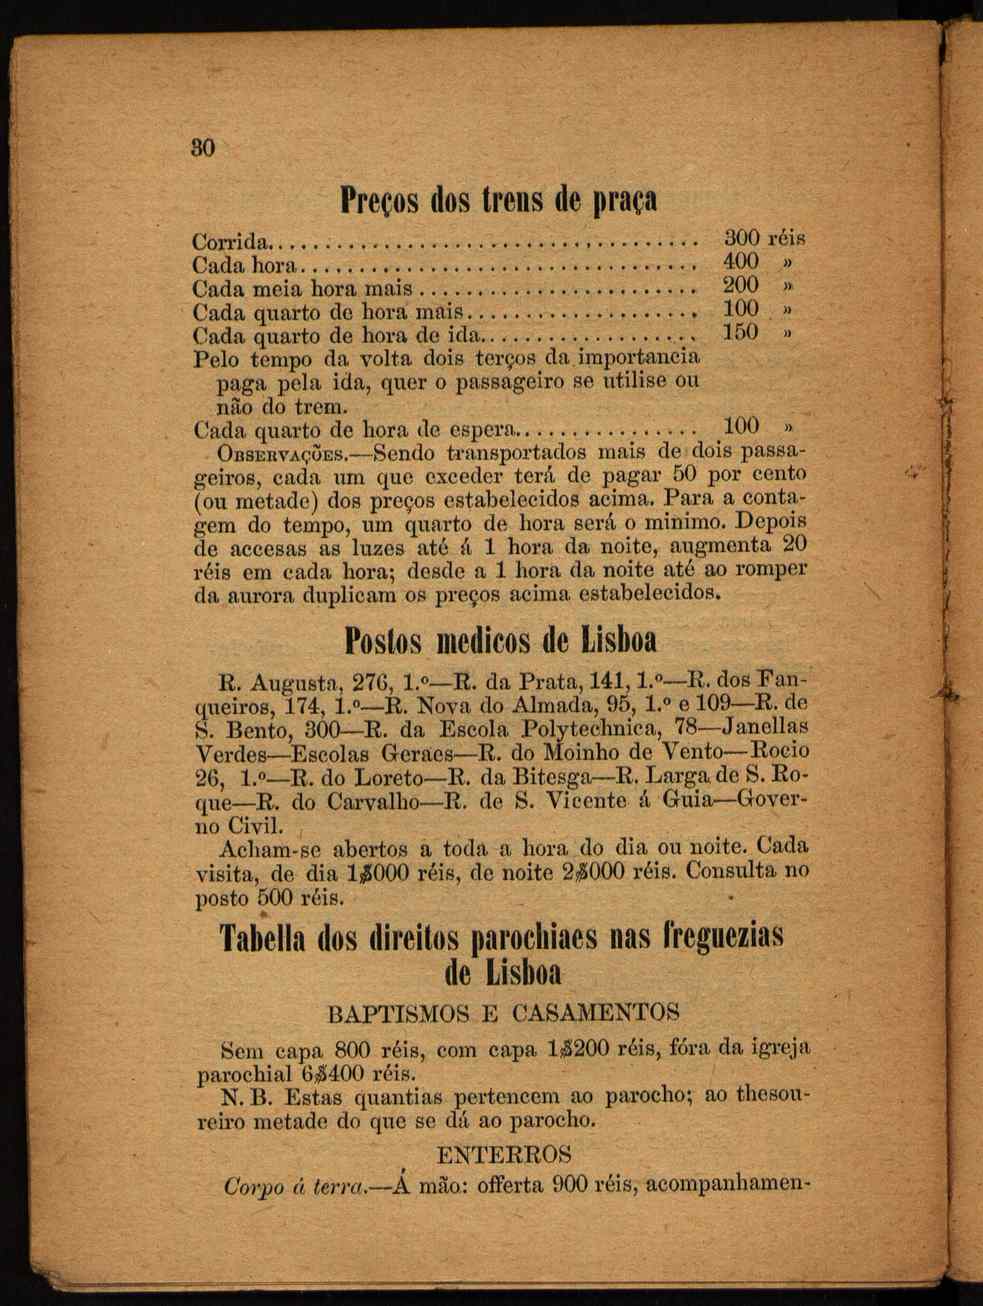 30
Preços dos trens de praça
Corrida........................................ 300 réis
Cada hora.................................... 400 »
Cada meia hora mais........................ 200 »
Cada quarto de hora mais.................... 100 »
Cada quarto de hora de ida................... 150 »
Pelo tempo da volta dois terços da importancia
paga pela ida, quer o passageiro se utilise ou
não do trem.
Cada quarto de hora de espera................ 100 »
OBSERVAÇÕES.—Sendo transportados mais de dois passa-
geiros, cada um que exceder terá de pagar 50 por cento
(ou metade) dos preços estabelecidos acima. Para a conta-
gem do tempo, um quarto de hora será o minimo. Depois
de accesas as luzes até á 1 hora da noite, augmenta 20
réis em cada hora; desde a 1 hora da noite até ao romper
da aurora duplicam os preços acima estabelecidos.
Postos medicos de Lisboa
R. Augusta, 276, 1.º—R. da Prata, 141, 1.º—R. dos Fan-
queiros, 174, 1.º—R. Nova do Almada, 95, 1.º e 109—R. de
S. Bento, 300—R. da Escola Polytechnica, 78—Janellas
Verdes—Escolas Geraes—R. do Moinho de Vento—Rocio
26, 1.º—R. do Loreto—R. da Bitesga—R. Larga de S. Ro-
que—R. do Carvalho—R. de S. Vicente á Guia—Gover-
no Civil.
Acham-se abertos a toda a hora do dia ou noite. Cada
visita, de dia 1$000 réis, de noite 2$000 réis. Consulta no
posto 500 réis.
Tabella dos direitos parochiaes nas freguezias
de Lisboa
BAPTISMOS E CASAMENTOS
Sem capa 800 réis, com capa 1$200 réis, fóra da igreja
parochial 6$400 réis.
N. B. Estas quantias pertencem ao parocho; ao thesou-
reiro metade do que se dá ao parocho.
ENTERROS
Corpo á terra.—Á mão: offerta 900 réis, acompanhamen-